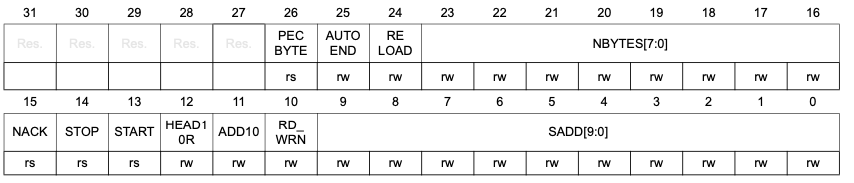 31 30 29 28 27 26 25 24 23 22 21 20 19 18 17 16
Res. Res. Res. Res. Res. PEC BYTE AUTO END RE LOAD NBYTES[7:0]
rs rw rw rw rw rw rw rw rw rw rw
15 14 13 12 11 10 9 8 7 6 5 4 3 2 1 0
NACK STOP START HEAD1 0R ADD10 RD_ WRN SADD[9:0]
rs rs rs rw rw rw rw rw rw rw rw rw rw rw rw rw